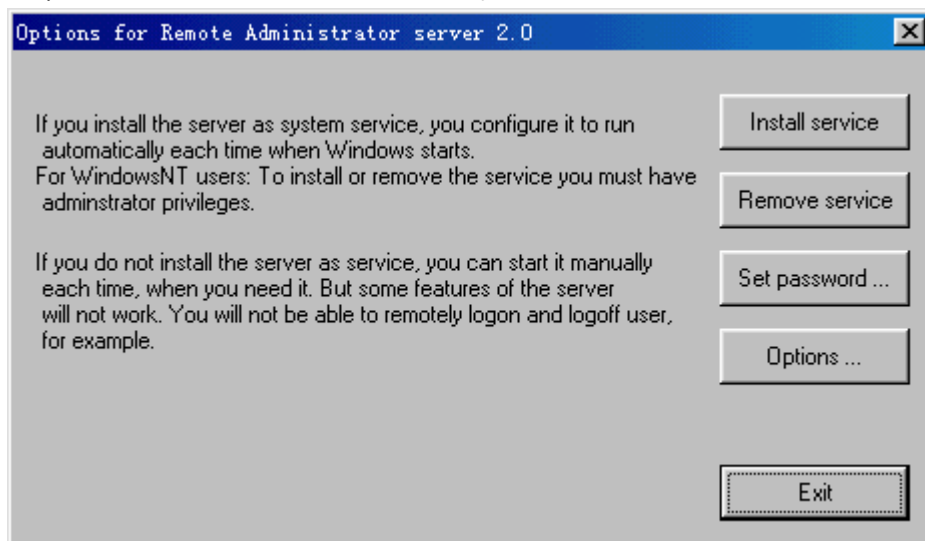 Options for Remote Administrator server 2.0
If you install the server as system service, you configure it to run
automatically each time when Windows starts.
For WindowsNT users: To install or remove the service you must have
adminstrator privileges.
If you do not install the server as service, you can start it manually
each time, when you need it. But some features of the server
will not work. You will not be able to remotely logon and logoff user,
for example.
Install service
Remove service
Set password ...
Options ...
Exit